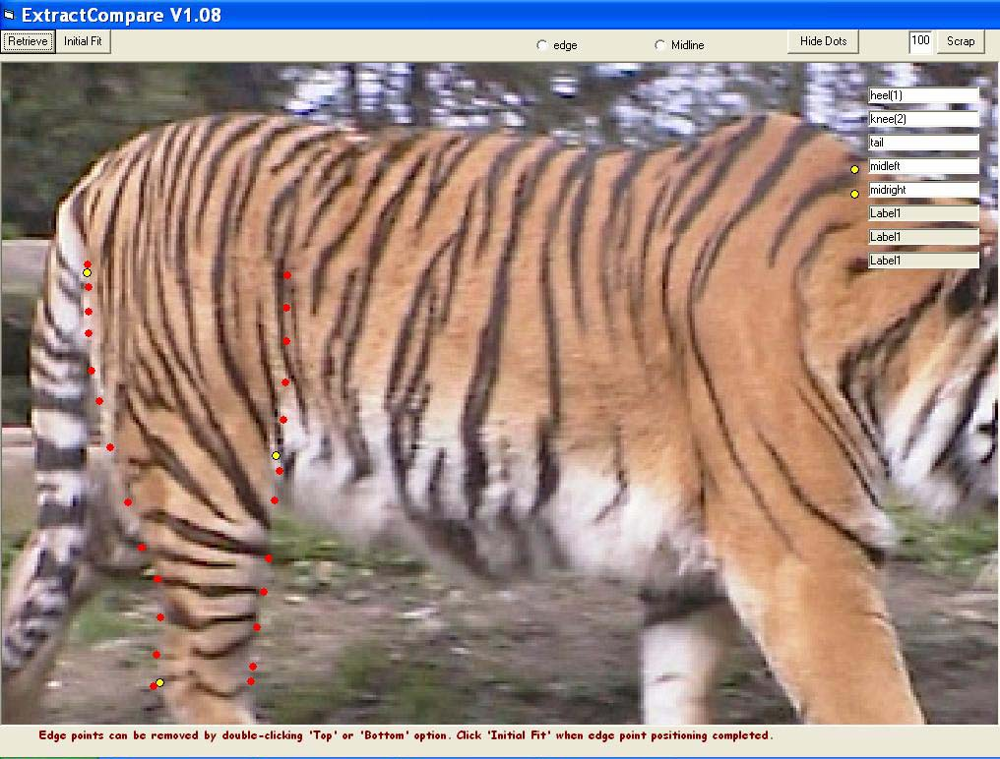 ExtractCompare V1.08
Retrieve Initial Fit edge Midline Hide Dots 100 Scrap
heel(1)
knee(2)
tail
midleft
midright
Label1
Label1
Label1
Edge points can be removed by double-clicking 'Top' or 'Bottom' option. Click 'Initial Fit' when edge point positioning completed.